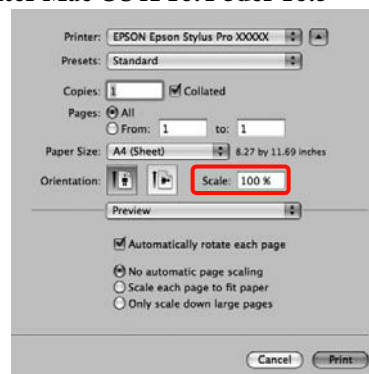 Printer: EPSON Epson Stylus Pro XXXXX
Presets: Standard
Copies: 1 Collated
Pages: All
From: 1 to: 1
Paper Size: A4 (Sheet) 8.27 by 11.69 inches
Orientation: Scale: 100 %
Preview
Automatically rotate each page
No automatic page scaling
Scale each page to fit paper
Only scale down large pages
Cancel Print